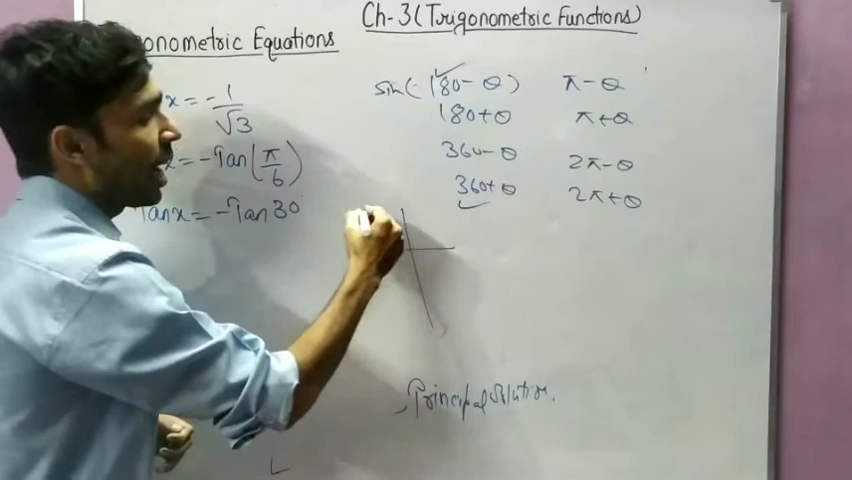 Ch-3(Trigonometric Functions)
onometric Equations
x = -1/√3
x = -Tan(π/6)
Tanx = -Tan 30°
sin(180-θ) π-θ
180+θ π+θ
360-θ 2π-θ
360+θ 2π+θ
Principal Solution.